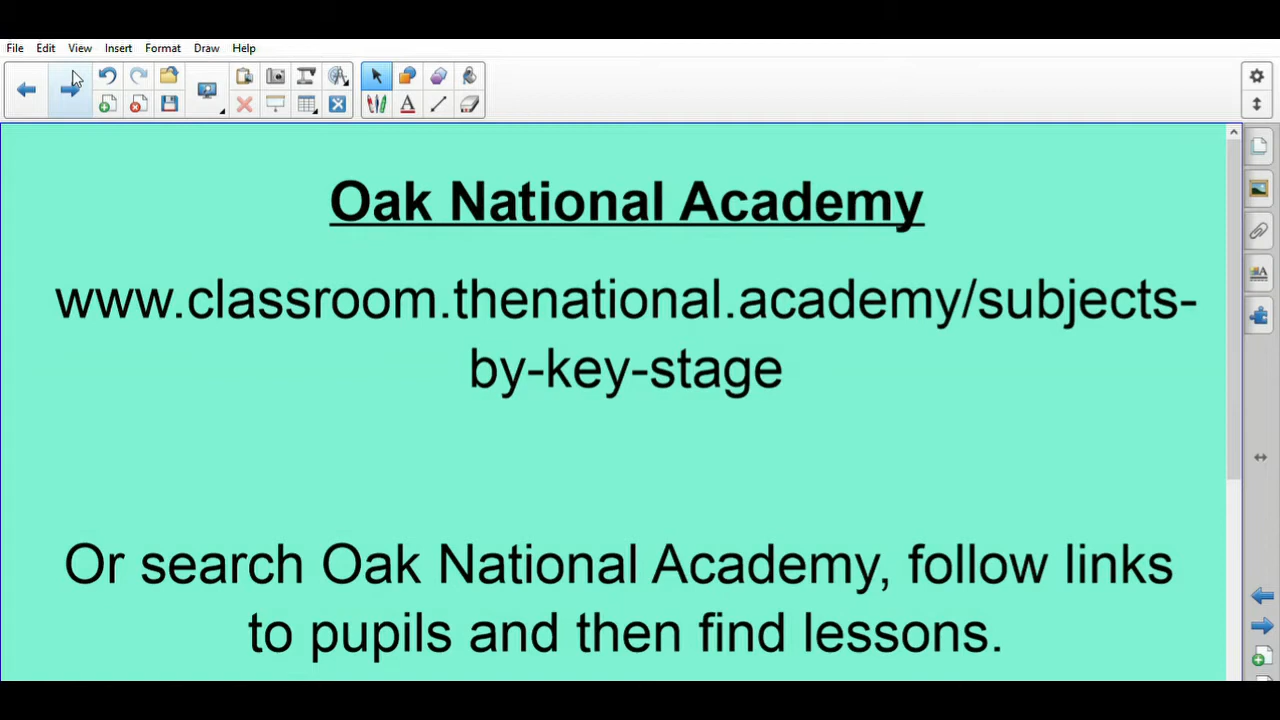 File Edit View Insert Format Draw Help
Oak National Academy
www.classroom.thenational.academy/subjects-
by-key-stage
Or search Oak National Academy, follow links
to pupils and then find lessons.